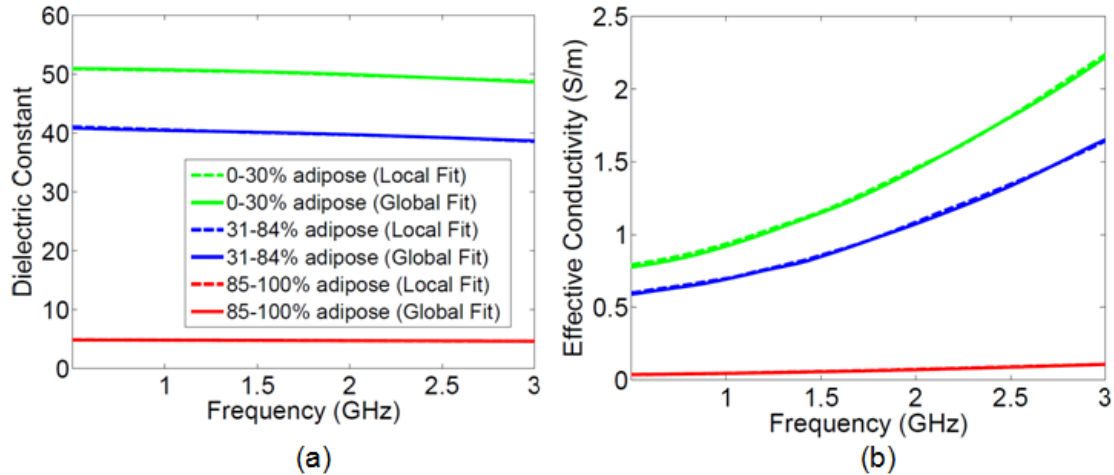 60
50
40
30
20
10
0
Dielectric Constant
0-30% adipose (Local Fit)
0-30% adipose (Global Fit)
31-84% adipose (Local Fit)
31-84% adipose (Global Fit)
85-100% adipose (Local Fit)
85-100% adipose (Global Fit)
1 1.5 2 2.5 3
Frequency (GHz)
(a)
2.5
2
1.5
1
0.5
0
Effective Conductivity (S/m)
1 1.5 2 2.5 3
Frequency (GHz)
(b)